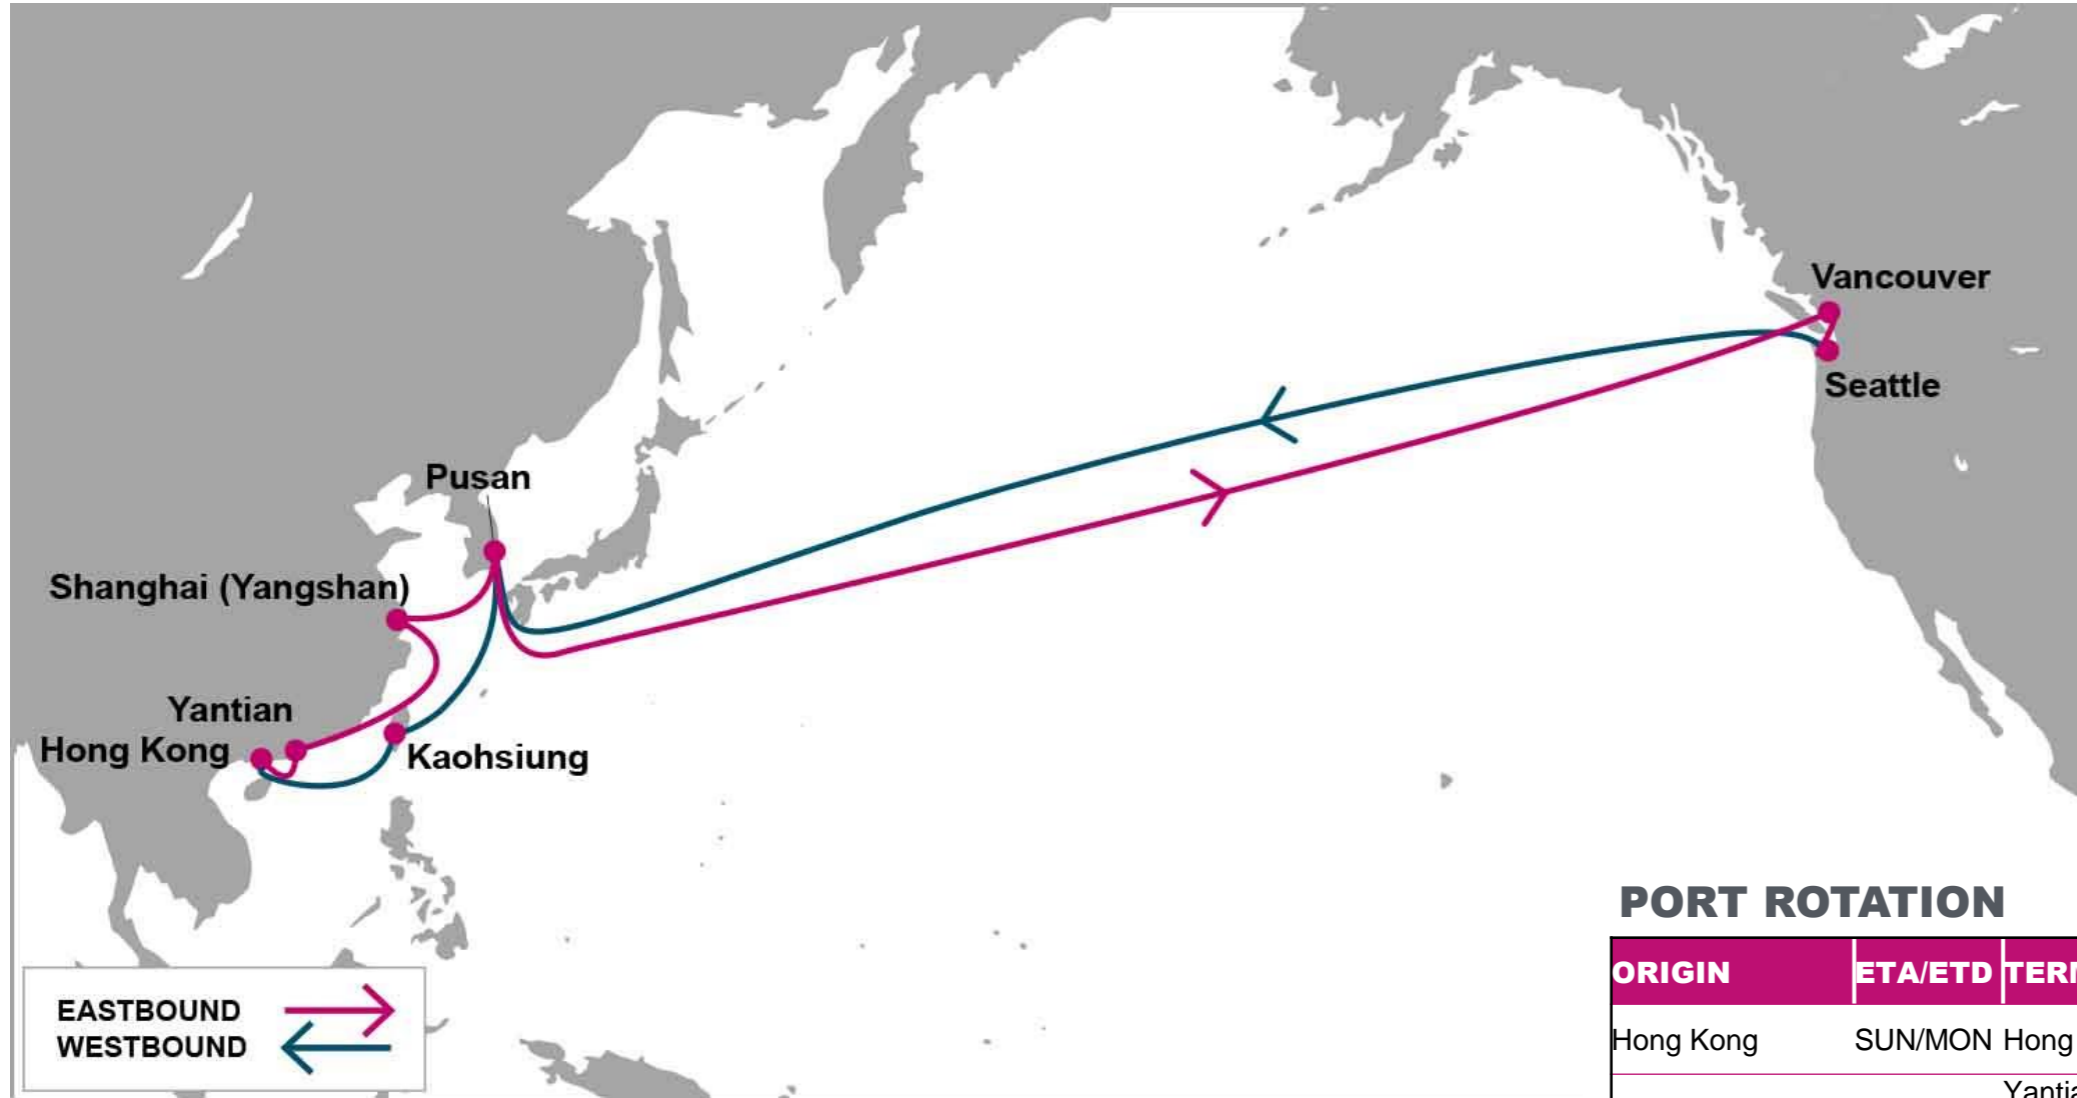 Vancouver
Seattle
Pusan
Shanghai (Yangshan)
Yantian
Hong Kong
Kaohsiung
EASTBOUND
WESTBOUND
PORT ROTATION
ORIGIN ETA/ETD
Hong Kong SUN/MON Hong